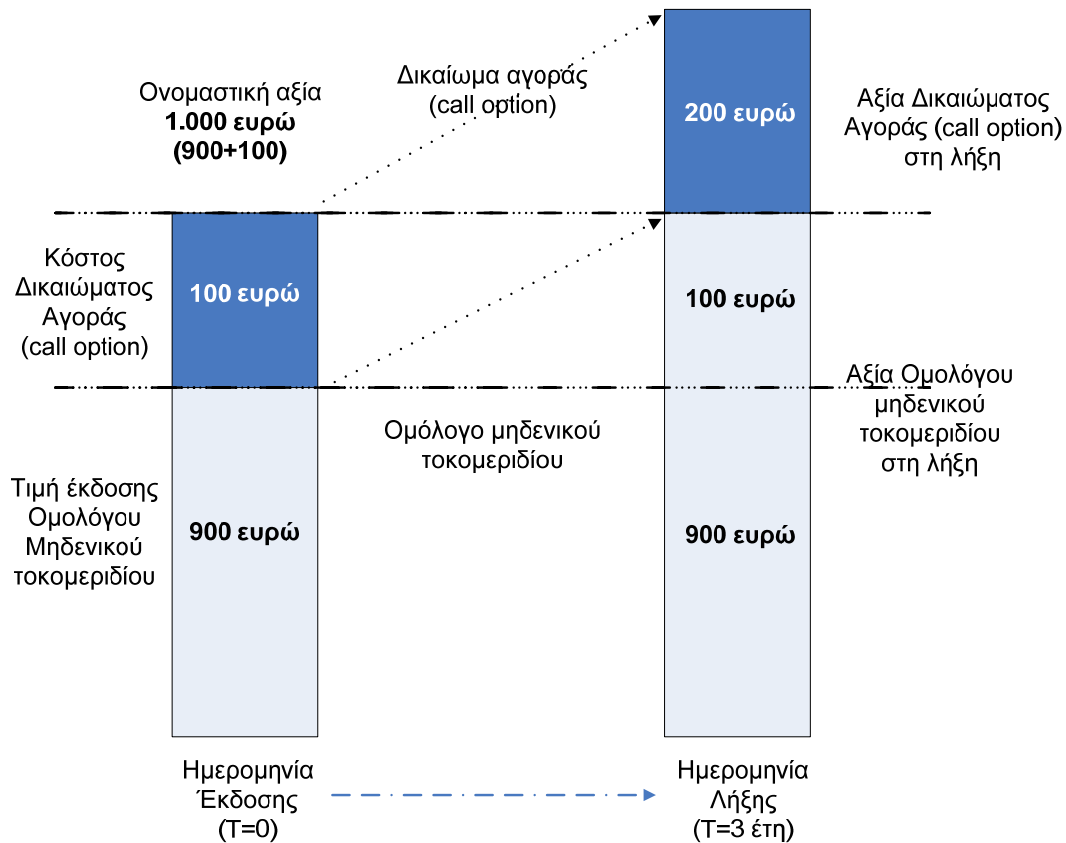 Ονομαστική αξία
1.000 ευρώ
(900+100)
Δικαίωμα αγοράς
(call option)
200 ευρώ
Αξία Δικαιώματος
Αγοράς (call option)
στη λήξη
Κόστος
Δικαιώματος
Αγοράς
(call option)
100 ευρώ
100 ευρώ
Αξία Ομολόγου
μηδενικού
τοκομεριδίου
στη λήξη
Ομόλογο μηδενικού
τοκομεριδίου
Τιμή έκδοσης
Ομολόγου
Μηδενικού
τοκομεριδίου
900 ευρώ
900 ευρώ
Ημερομηνία
Έκδοσης
(Τ=0)
Ημερομηνία
Λήξης
(Τ=3 έτη)